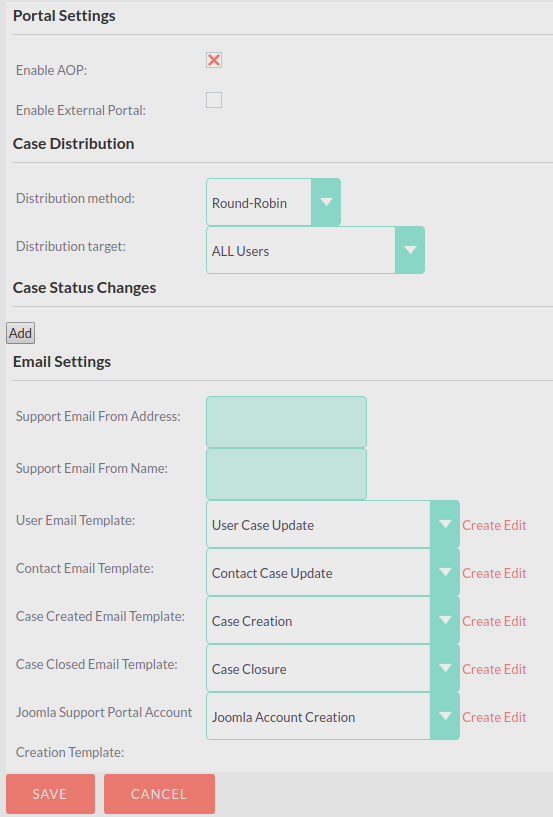 Portal Settings
Enable AOP:
Enable External Portal:
Case Distribution
Distribution method: Round-Robin
Distribution target: ALL Users
Case Status Changes
Add
Email Settings
Support Email From Address:
Support Email From Name:
User Email Template: User Case Update Create Edit
Contact Email Template: Contact Case Update Create Edit
Case Created Email Template: Case Creation Create Edit
Case Closed Email Template: Case Closure Create Edit
Joomla Support Portal Account Joomla Account Creation Create Edit
Creation Template:
SAVE CANCEL